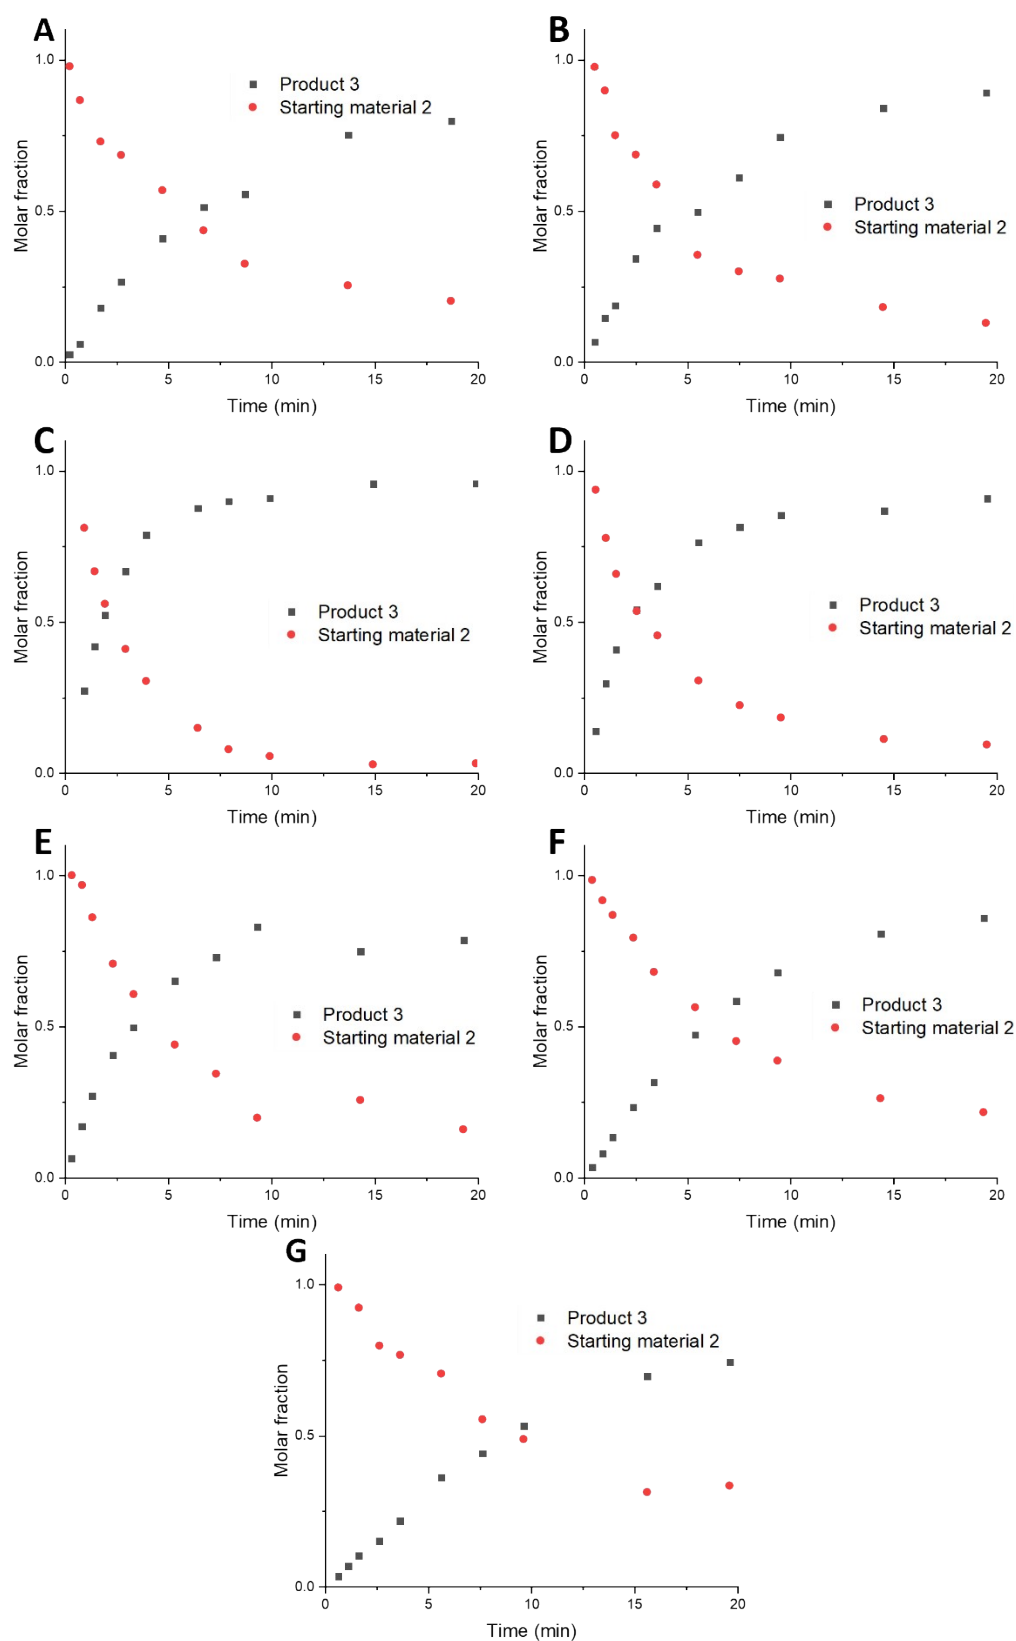 A
1.0
0.5
0.0
Molar fraction
Product 3
Starting material 2
0 5 10 15 20
Time (min)
B
1.0
0.5
0.0
Molar fraction
Product 3
Starting material 2
0 5 10 15 20
Time (min)
C
1.0
0.5
0.0
Molar fraction
Product 3
Starting material 2
0 5 10 15 20
Time (min)
D
1.0
0.5
0.0
Molar fraction
Product 3
Starting material 2
0 5 10 15 20
Time (min)
E
1.0
0.5
0.0
Molar fraction
Product 3
Starting material 2
0 5 10 15 20
Time (min)
F
1.0
0.5
0.0
Molar fraction
Product 3
Starting material 2
0 5 10 15 20
Time (min)
G
1.0
0.5
0.0
Molar fraction
Product 3
Starting material 2
0 5 10 15 20
Time (min)